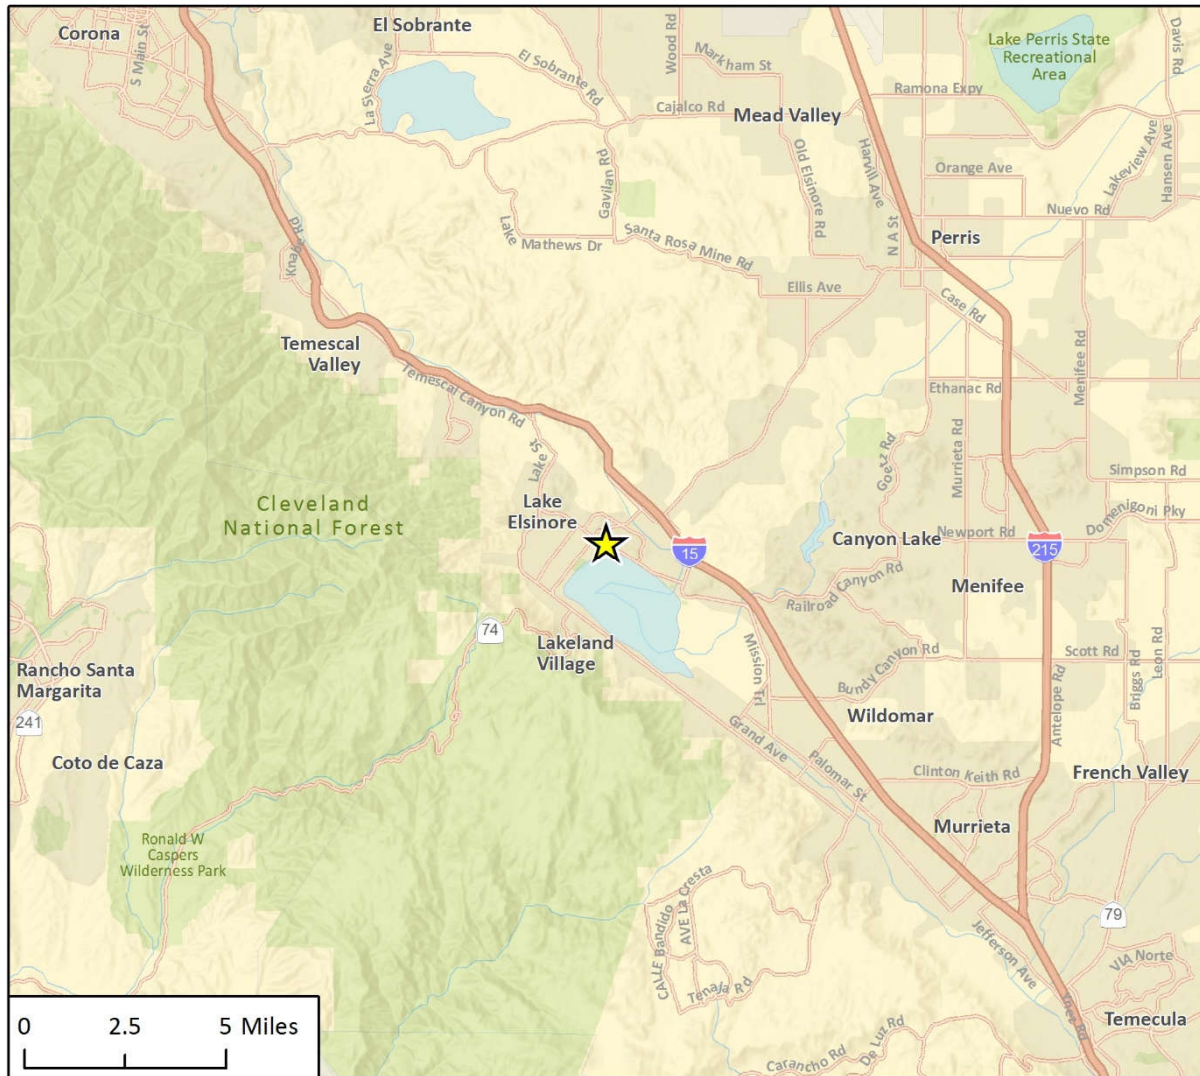 Corona
S Main St
El Sobrante
La Sierra Ave
El Sobrante Rd
Wood Rd
Markham St
Cajalco Rd
Mead Valley
Lake Perris State
Recreational
Area
Davis Rd
Ramona Expy
Old Elsinore Rd
Harvill Ave
Orange Ave
Lakeview Ave
Hansen Ave
Gavilan Rd
Lake
Mathews Dr
Santa Rosa Mine Rd
Nuevo Rd
N A St
Perris
Knabe Rd
Ellis Ave
Case Rd
Temescal
Valley
Temescal Canyon Rd
Menifee Rd
Ethanac Rd
Lake St
Goetz Rd
Murrieta Rd
Simpson Rd
Cleveland
National Forest
Lake
Elsinore
15
Canyon Lake
Newport Rd
215
Domenigoni Pky
Menifee
Railroad Canyon Rd
74
Lakeland
Village
Mission Trl
Bundy Canyon Rd
Scott Rd
Leon Rd
Briggs Rd
Antelope Rd
Rancho Santa
Margarita
241
Coto de Caza
Wildomar
Grand Ave
Palomar St
Clinton Keith Rd
French Valley
Murrieta
Ronald W
Caspers
Wilderness Park
CALLE Bandido
AVE La Cresta
Tenaja Rd
Jefferson Ave
79
VIA Norte
Ynez Rd
Temecula
De Luz Rd
Carancho Rd
0 2.5 5 Miles